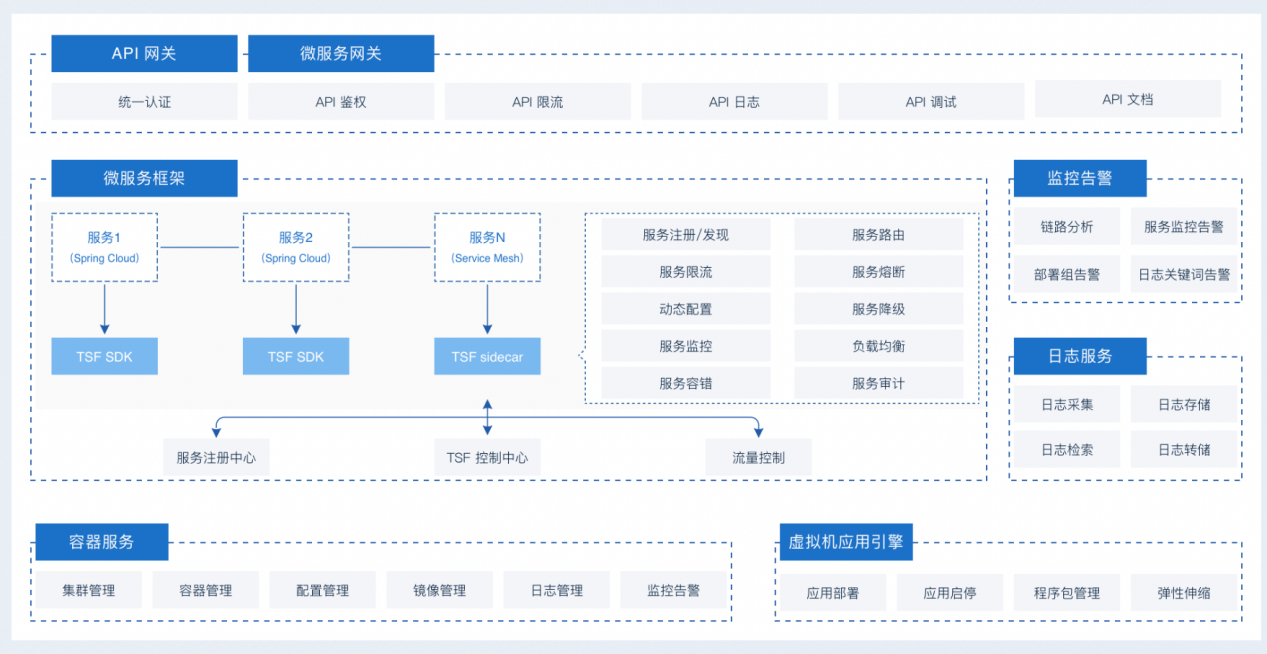 API 网关
微服务网关
统一认证
API 鉴权
API 限流
API 日志
API 调试
API 文档
微服务框架
服务1
(Spring Cloud)
服务2
(Spring Cloud)
服务N
(Service Mesh)
TSF SDK
TSF SDK
TSF sidecar
服务注册/发现
服务路由
服务限流
服务熔断
动态配置
服务降级
服务监控
负载均衡
服务容错
服务审计
服务注册中心
TSF 控制中心
流量控制
监控告警
链路分析
服务监控告警
部署组告警
日志关键词告警
日志服务
日志采集
日志存储
日志检索
日志转储
容器服务
集群管理
容器管理
配置管理
镜像管理
日志管理
监控告警
虚拟机应用引擎
应用部署
应用启停
程序包管理
弹性伸缩